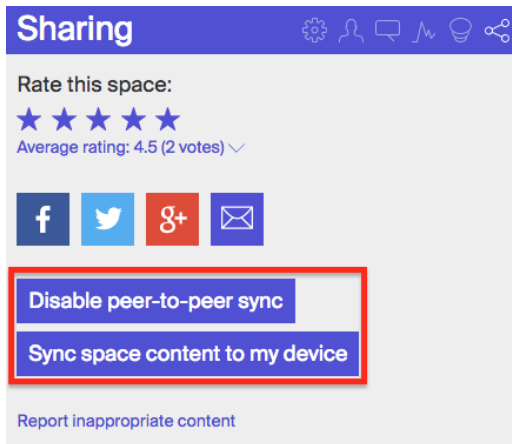 Sharing
Rate this space:
Average rating: 4.5 (2 votes)
f
g+
Disable peer-to-peer sync
Sync space content to my device
Report inappropriate content